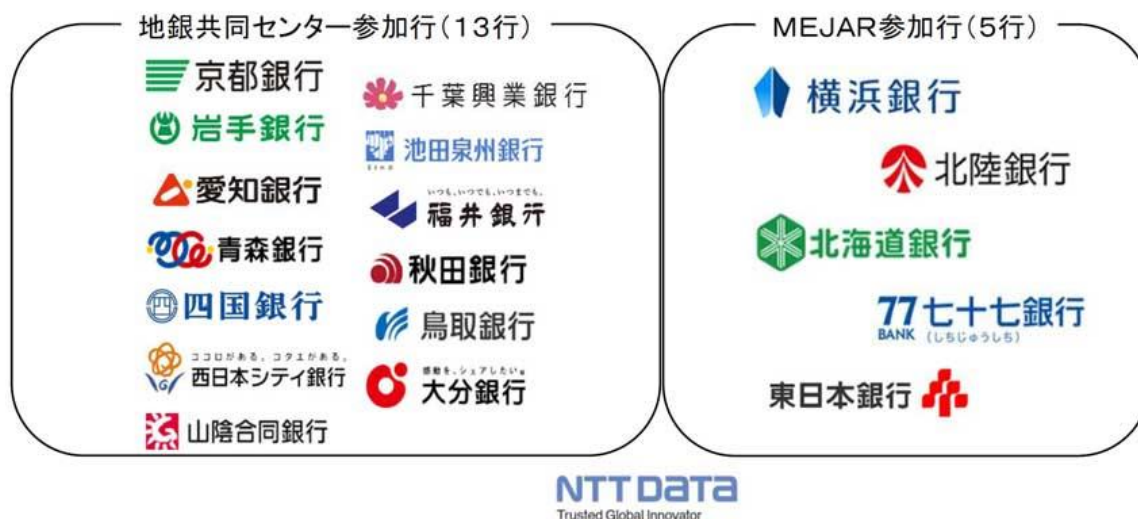 地銀共同センター参加行(13行)
京都銀行
岩手銀行
愛知銀行
青森銀行
四国銀行
ココロがある。コタエがある。
西日本シティ銀行
山陰合同銀行
千葉興業銀行
池田泉州銀行
いつも。いつでも。いつまでも。
福井銀行
秋田銀行
鳥取銀行
感動を、シェアしたい。
大分銀行
MEJAR参加行(5行)
横浜銀行
北陸銀行
北海道銀行
77 BANK 七十七銀行
(しちじゅうしち)
東日本銀行
NTT DATA
Trusted Global Innovator